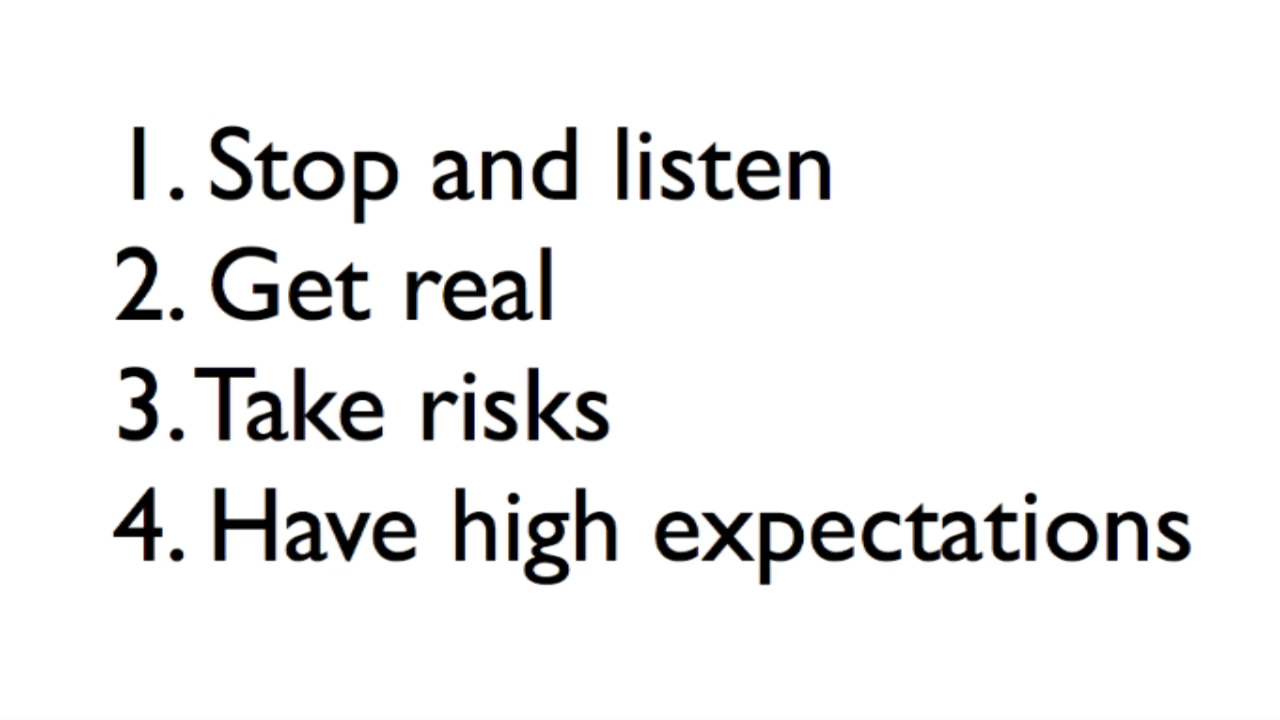 1. Stop and listen
2. Get real
3. Take risks
4. Have high expectations